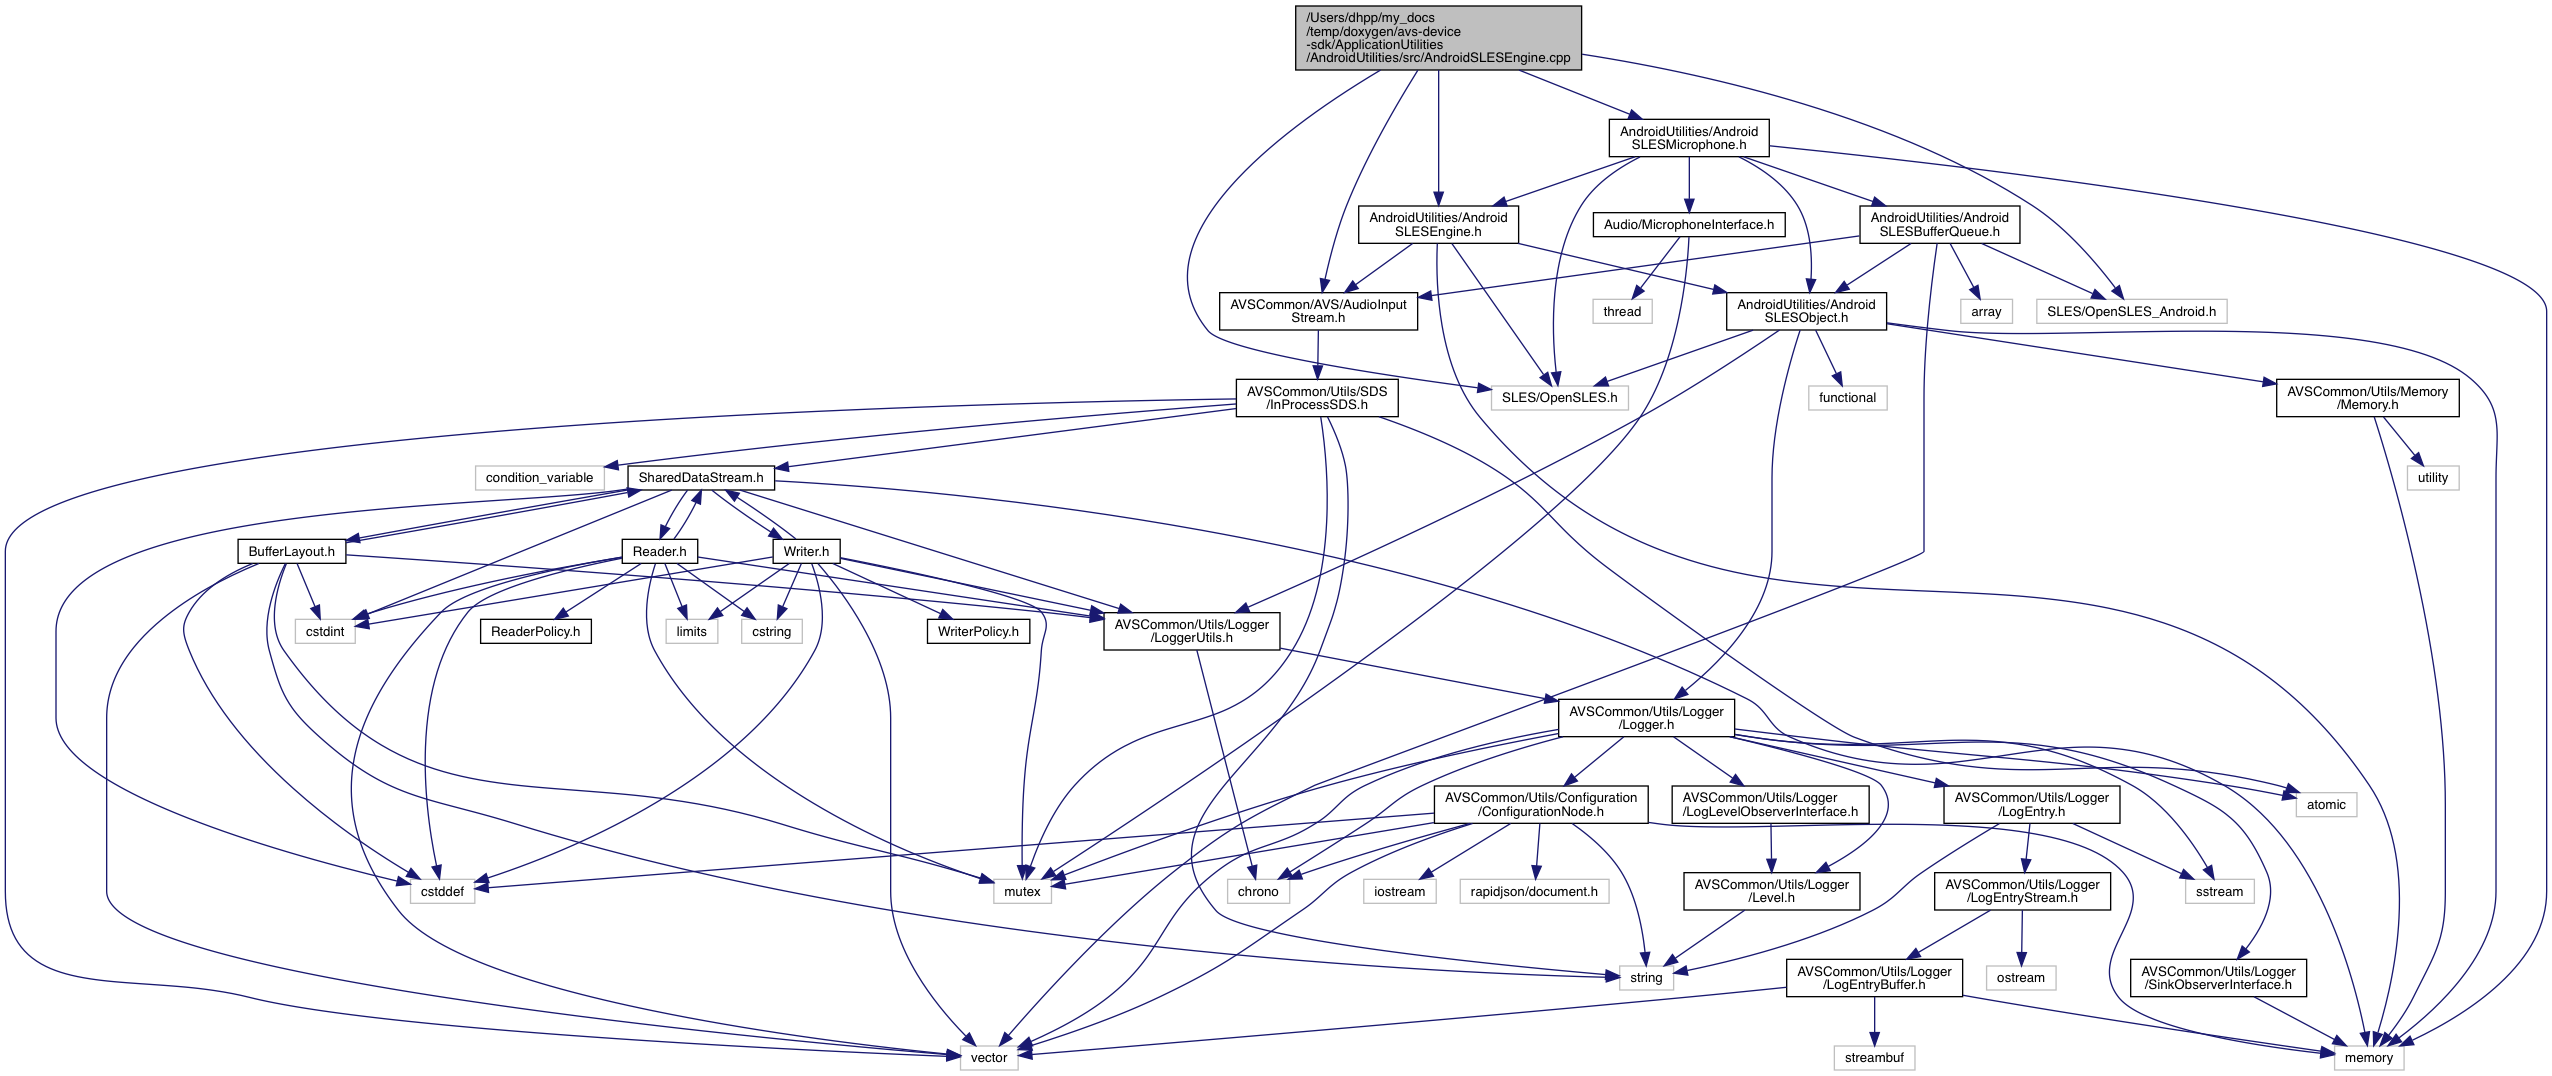 /Users/dhpp/my_docs
/temp/doxygen/avs-device
-sdk/ApplicationUtilities
/AndroidUtilities/src/AndroidSLESEngine.cpp
AndroidUtilities/Android
SLESMicrophone.h
AndroidUtilities/Android
SLESEngine.h
Audio/MicrophoneInterface.h
AndroidUtilities/Android
SLESBufferQueue.h
AVSCommon/AVS/AudioInput
Stream.h
thread
AndroidUtilities/Android
SLESObject.h
array
SLES/OpenSLES_Android.h
AVSCommon/Utils/SDS
/InProcessSDS.h
SLES/OpenSLES.h
functional
AVSCommon/Utils/Memory
/Memory.h
condition_variable
SharedDataStream.h
utility
BufferLayout.h
Reader.h
Writer.h
cstdint
ReaderPolicy.h
limits
cstring
WriterPolicy.h
AVSCommon/Utils/Logger
/LoggerUtils.h
AVSCommon/Utils/Logger
/Logger.h
AVSCommon/Utils/Configuration
/ConfigurationNode.h
AVSCommon/Utils/Logger
/LogLevelObserverInterface.h
AVSCommon/Utils/Logger
/LogEntry.h
atomic
cstddef
mutex
chrono
iostream
rapidjson/document.h
AVSCommon/Utils/Logger
/Level.h
AVSCommon/Utils/Logger
/LogEntryStream.h
sstream
string
AVSCommon/Utils/Logger
/LogEntryBuffer.h
ostream
AVSCommon/Utils/Logger
/SinkObserverInterface.h
vector
streambuf
memory